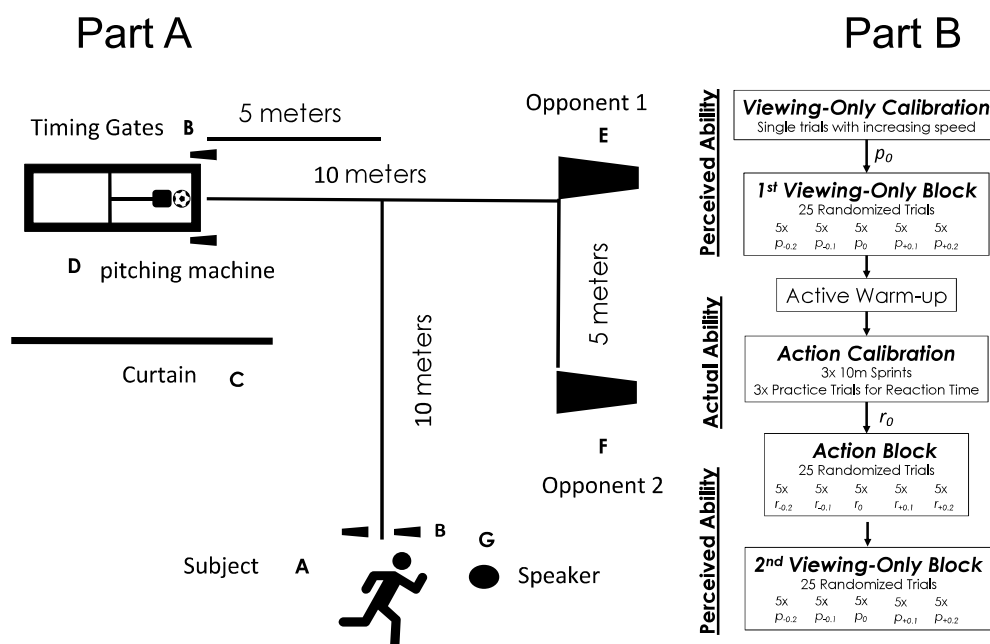 Part A
Part B
Timing Gates B
5 meters
Opponent 1
E
10 meters
D pitching machine
10 meters
5 meters
Curtain C
F
Opponent 2
B
G
Subject A
Speaker
Perceived Ability
Viewing-Only Calibration
Single trials with increasing speed
p0
1st Viewing-Only Block
25 Randomized Trials
5x 5x 5x 5x 5x
p-0.2 p-0.1 p0 p+0.1 p+0.2
Active Warm-up
Actual Ability
Action Calibration
3x 10m Sprints
3x Practice Trials for Reaction Time
r0
Action Block
25 Randomized Trials
5x 5x 5x 5x 5x
r-0.2 r-0.1 r0 r+0.1 r+0.2
Perceived Ability
2nd Viewing-Only Block
25 Randomized Trials
5x 5x 5x 5x 5x
p-0.2 p-0.1 p0 p+0.1 p+0.2